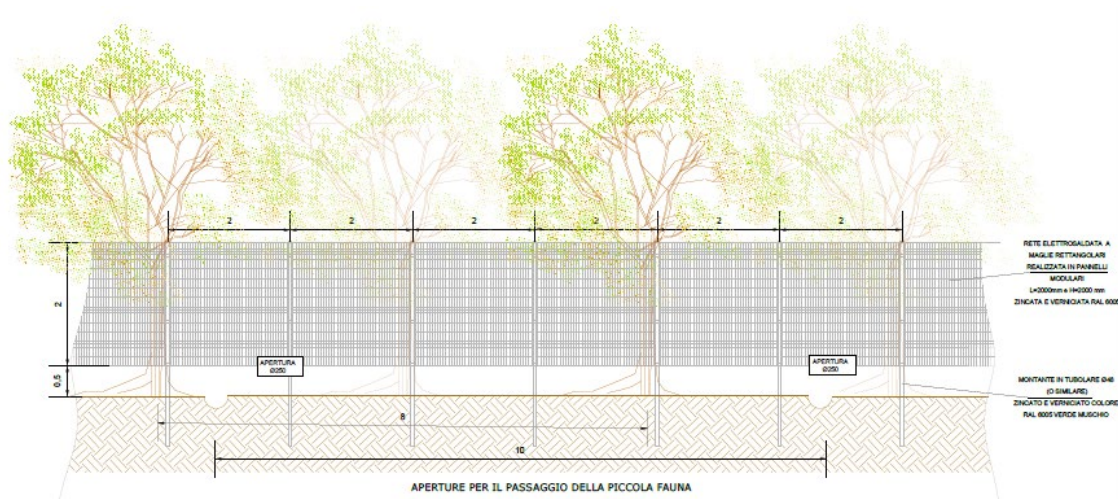 2
2
2
2
2
2
RETE ELETTROSALDATA A
MAGLIE RETTANGOLARI
REALIZZATA IN PANNELLI
MODULARI
L=2000mm e H=2000 mm
ZINCATA E VERNICIATA RAL 6005
2
APERTURA
Ø250
APERTURA
Ø250
0,5
MONTANTE IN TUBOLARE Ø48
(O SIMILARE)
ZINCATO E VERNICIATO COLORE
RAL 6005 VERDE MUSCHIO
8
10
APERTURE PER IL PASSAGGIO DELLA PICCOLA FAUNA